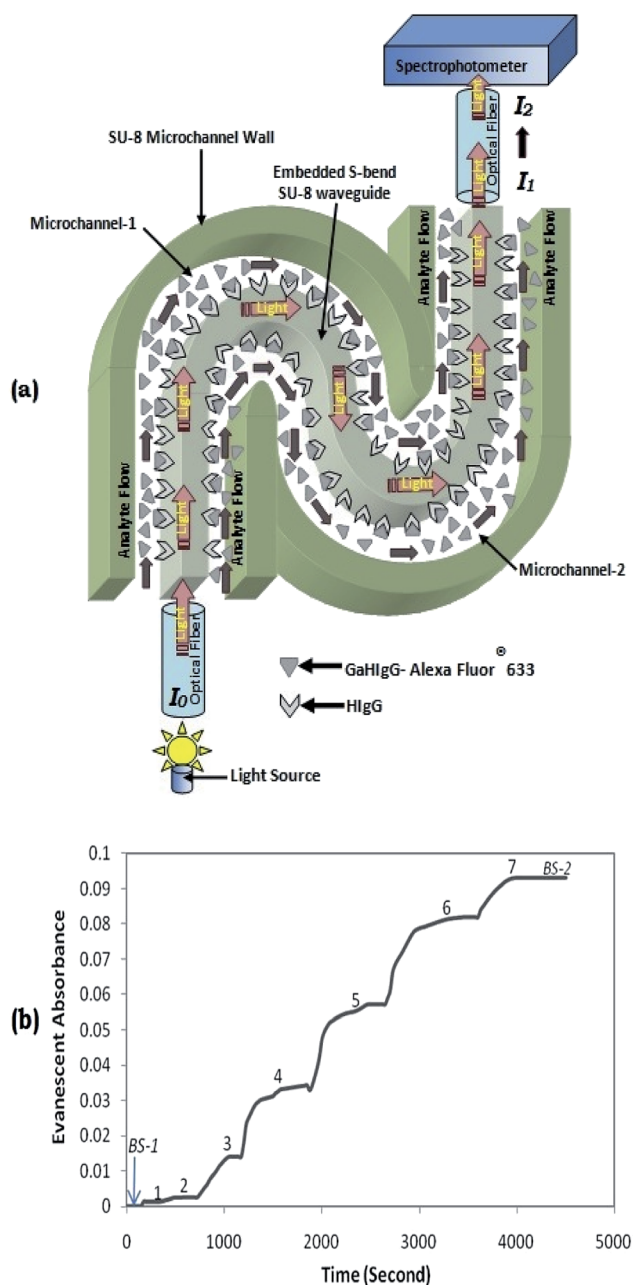 Spectrophotometer
Light
I2
Optical Fiber
I1
Light
SU-8 Microchannel Wall
Embedded S-bend
SU-8 waveguide
Microchannel-1
Analyte Flow
Light
Analyte Flow
Light
Light
Light
Light
(a)
Light
Analyte Flow
Light
Analyte Flow
Microchannel-2
Light
Optical Fiber
I0
GaHIgG- Alexa Fluor® 633
HIgG
Light Source
(b)
Evanescent Absorbance
0.1
0.09
0.08
0.07
0.06
0.05
0.04
0.03
0.02
0.01
0
BS-1
1
2
3
4
5
6
7
BS-2
0 1000 2000 3000 4000 5000
Time (Second)